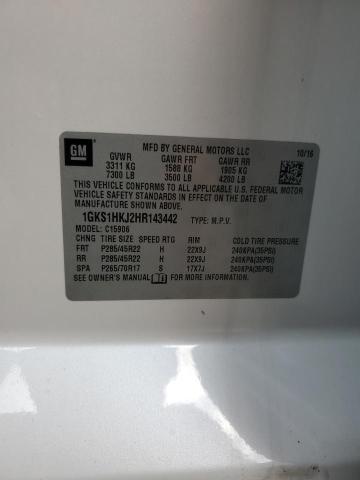 GM
MFD BY GENERAL MOTORS LLC 10/16
GVWR GAWR FRT GAWR RR
3311 KG 1588 KG 1905 KG
7300 LB 3500 LB 4200 LB
THIS VEHICLE CONFORMS TO ALL APPLICABLE U.S. FEDERAL MOTOR
VEHICLE SAFETY STANDARDS IN EFFECT ON THE DATE OF MANUFACTURE
SHOWN ABOVE.
1GKS1HKJ2HR143442 TYPE: M.P.V.
MODEL: C15906
CHNG TIRE SIZE SPEED RTG RIM COLD TIRE PRESSURE
FRT P285/45R22 H 22X9J 240KPA(35PSI)
RR P285/45R22 H 22X9J 240KPA(35PSI)
SPA P265/70R17 S 17X7J 240KPA(35PSI)
SEE OWNER'S MANUAL FOR ADDITIONAL INFORMATION.